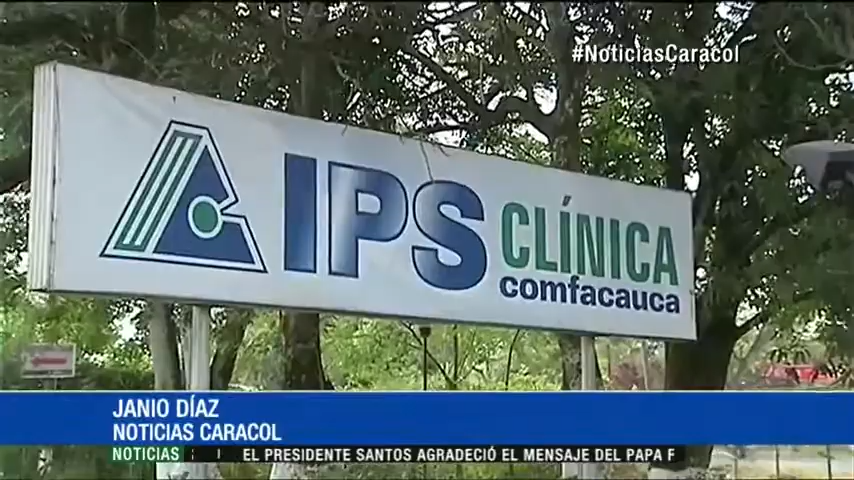 #NoticiasCaracol
IPS CLÍNICA
comfacauca
JANIO DÍAZ
NOTICIAS CARACOL
NOTICIAS EL PRESIDENTE SANTOS AGRADECIÓ EL MENSAJE DEL PAPA F